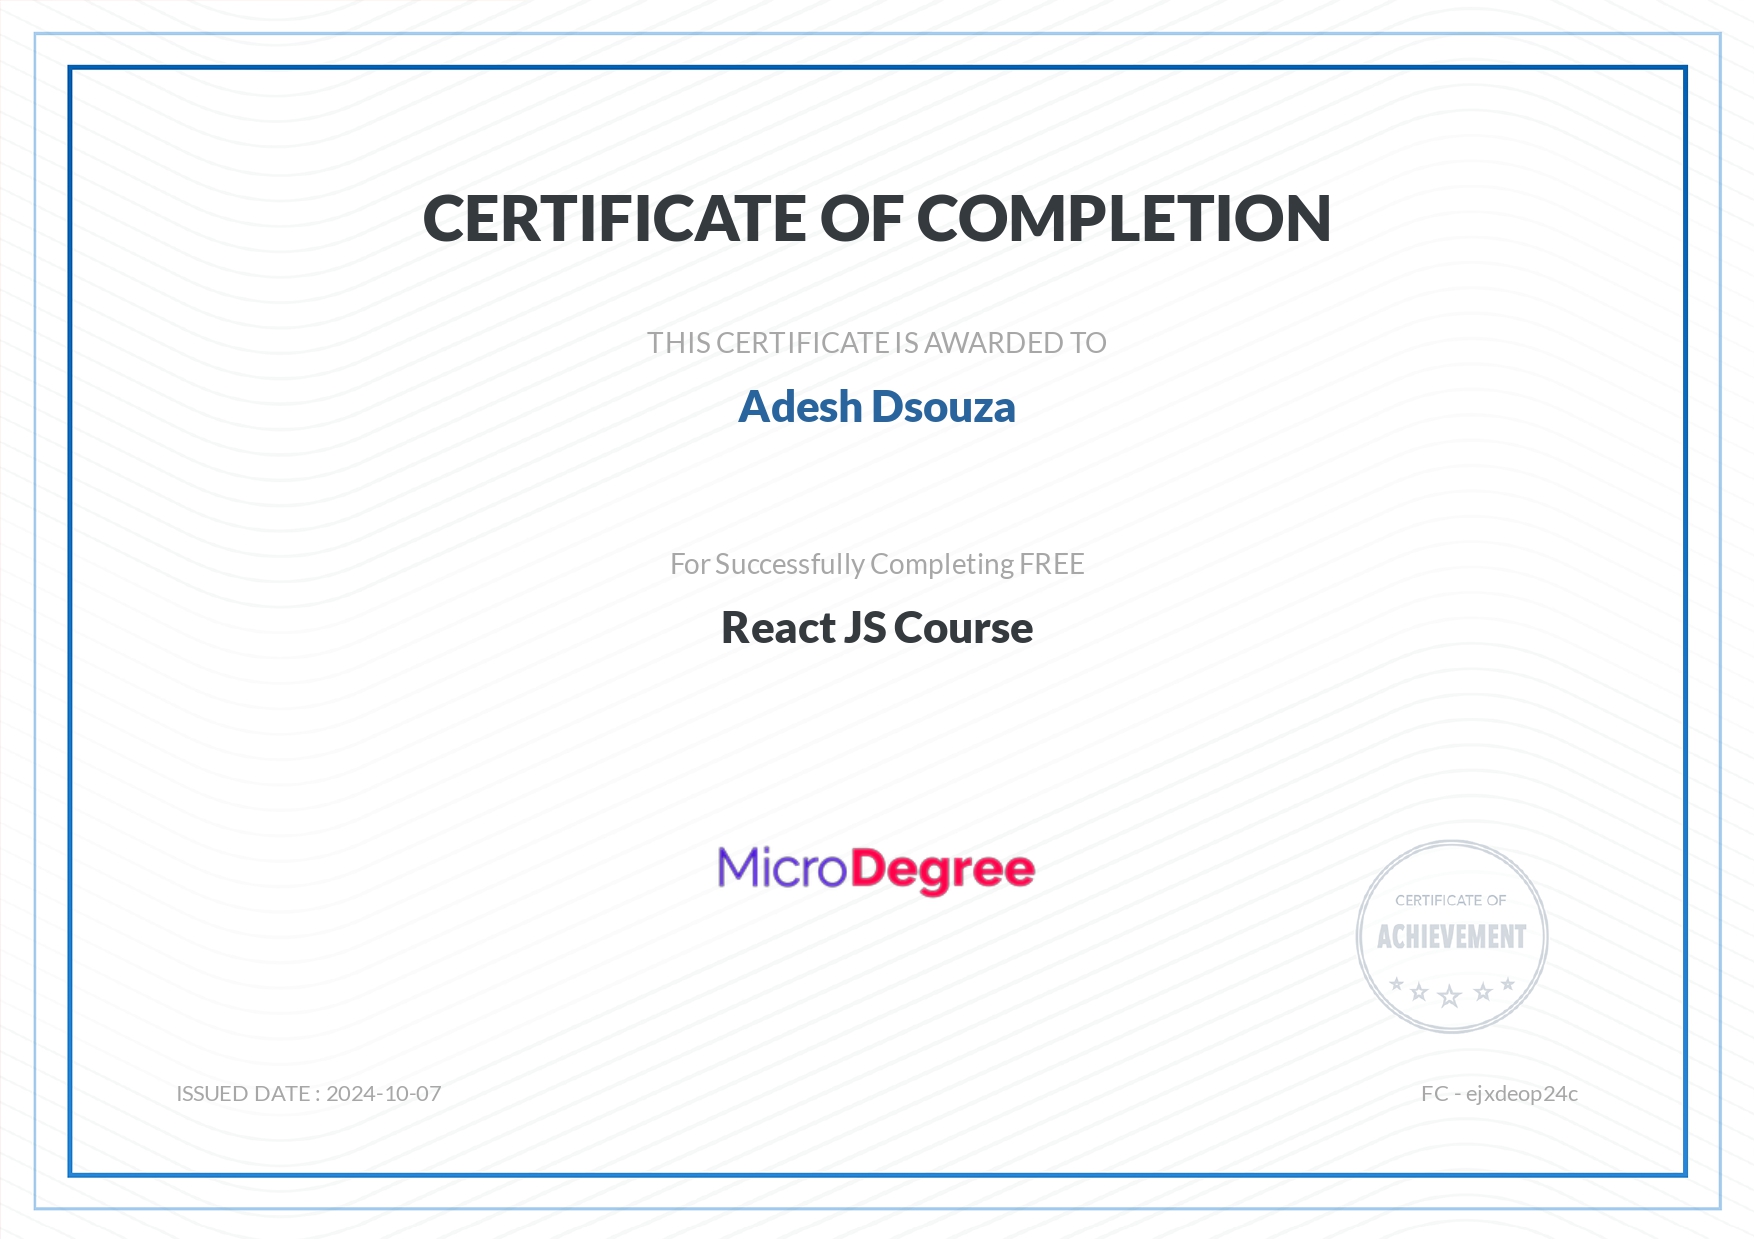 CERTIFICATE OF COMPLETION
THIS CERTIFICATE IS AWARDED TO
Adesh Dsouza
For Successfully Completing FREE
React JS Course
MicroDegree
CERTIFICATE OF
ACHIEVEMENT
ISSUED DATE : 2024-10-07
FC - ejxdeop24c